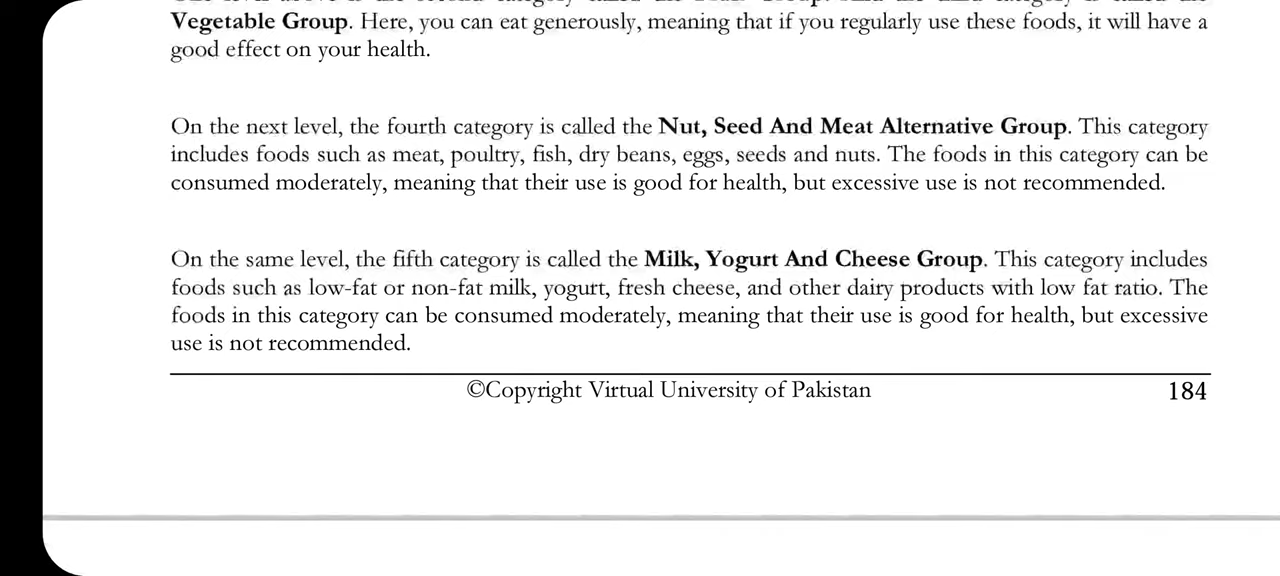 Vegetable Group. Here, you can eat generously, meaning that if you regularly use these foods, it will have a
good effect on your health.
On the next level, the fourth category is called the Nut, Seed And Meat Alternative Group. This category
includes foods such as meat, poultry, fish, dry beans, eggs, seeds and nuts. The foods in this category can be
consumed moderately, meaning that their use is good for health, but excessive use is not recommended.
On the same level, the fifth category is called the Milk, Yogurt And Cheese Group. This category includes
foods such as low-fat or non-fat milk, yogurt, fresh cheese, and other dairy products with low fat ratio. The
foods in this category can be consumed moderately, meaning that their use is good for health, but excessive
use is not recommended.
©Copyright Virtual University of Pakistan 184